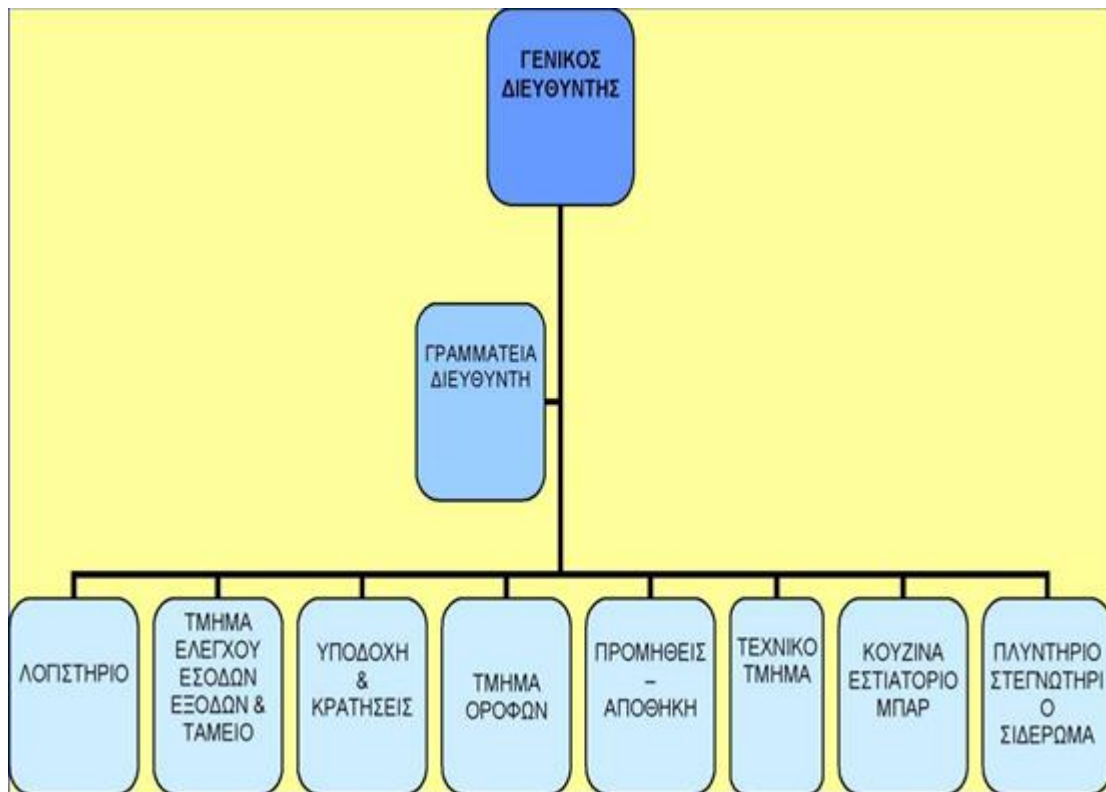 ΓΕΝΙΚΟΣ
ΔΙΕΥΘΥΝΤΗΣ
ΓΡΑΜΜΑΤΕΙΑ
ΔΙΕΥΘΥΝΤΗ
ΛΟΓΙΣΤΗΡΙΟ
ΤΜΗΜΑ
ΕΛΕΓΧΟΥ
ΕΣΟΔΩΝ
ΕΞΟΔΩΝ &
ΤΑΜΕΙΟ
ΥΠΟΔΟΧΗ
&
ΚΡΑΤΗΣΕΙΣ
ΤΜΗΜΑ
ΟΡΟΦΩΝ
ΠΡΟΜΗΘΕΙΣ
–
ΑΠΟΘΗΚΗ
ΤΕΧΝΙΚΟ
ΤΜΗΜΑ
ΚΟΥΖΙΝΑ
ΕΣΤΙΑΤΟΡΙΟ
ΜΠΑΡ
ΠΛΥΝΤΗΡΙΟ
ΣΤΕΓΝΩΤΗΡΙ
Ο
ΣΙΔΕΡΩΜΑ